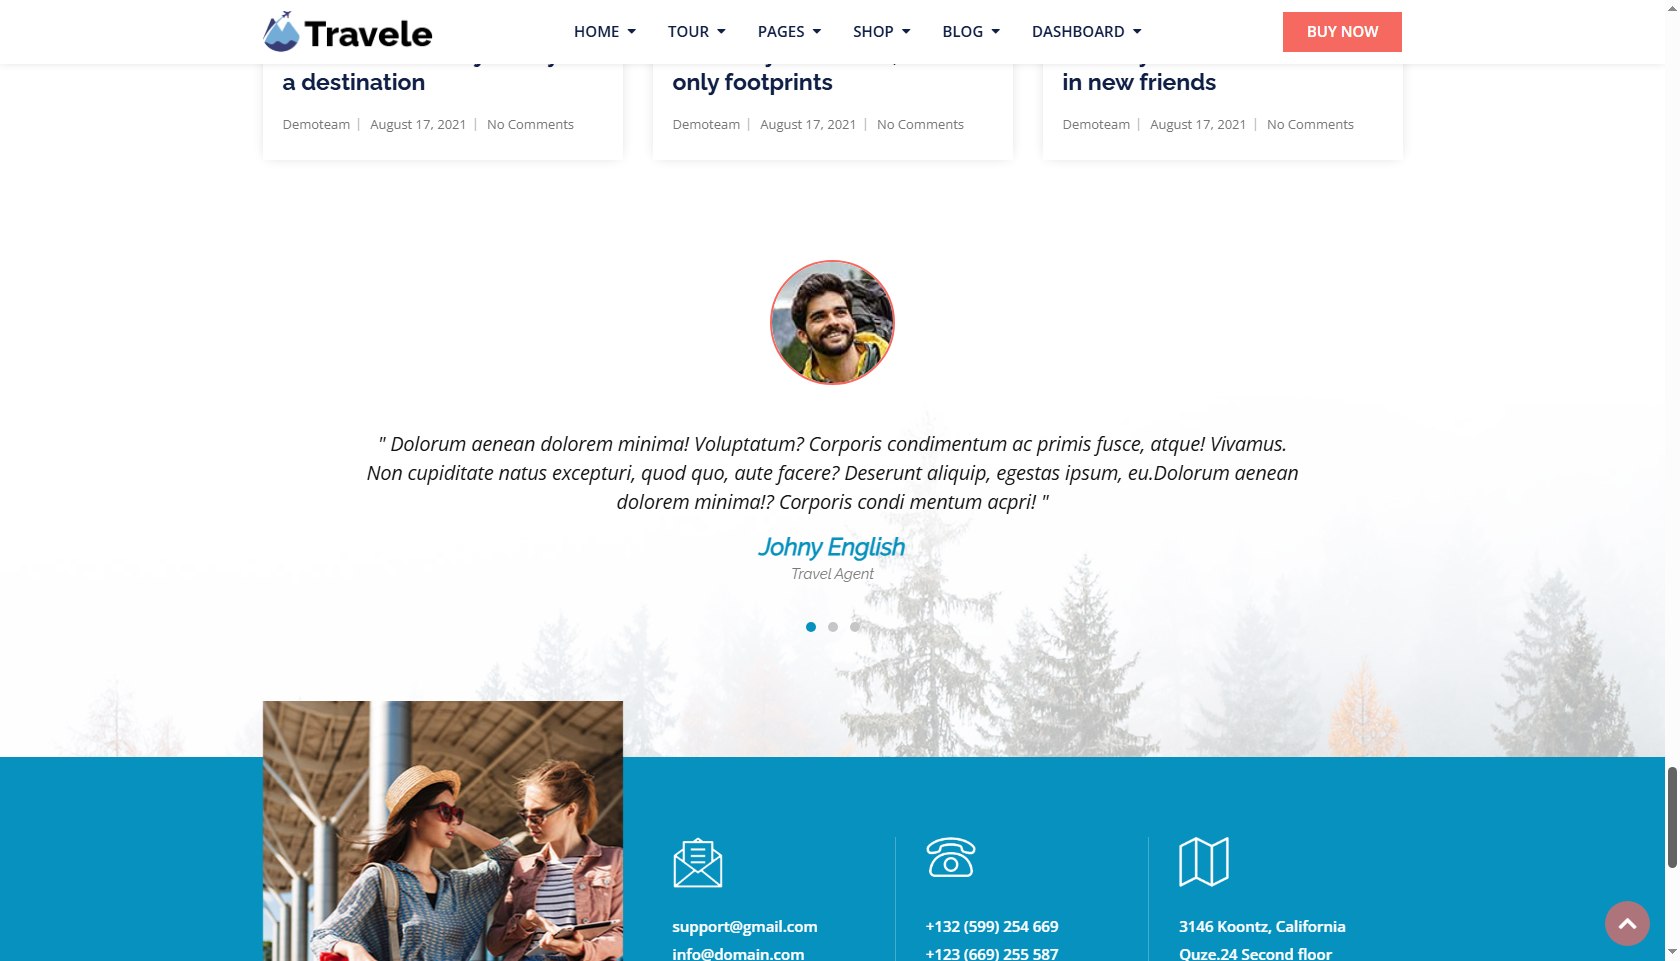 Travele
HOME TOUR PAGES SHOP BLOG DASHBOARD BUY NOW
a destination
Demoteam | August 17, 2021 | No Comments
only footprints
Demoteam | August 17, 2021 | No Comments
in new friends
Demoteam | August 17, 2021 | No Comments
" Dolorum aenean dolorem minima! Voluptatum? Corporis condimentum ac primis fusce, atque! Vivamus.
Non cupiditate natus excepturi, quod quo, aute facere? Deserunt aliquip, egestas ipsum, eu.Dolorum aenean
dolorem minima!? Corporis condi mentum acpri! "
Johny English
Travel Agent
support@gmail.com
info@domain.com
+132 (599) 254 669
+123 (669) 255 587
3146 Koontz, California
Quze.24 Second floor